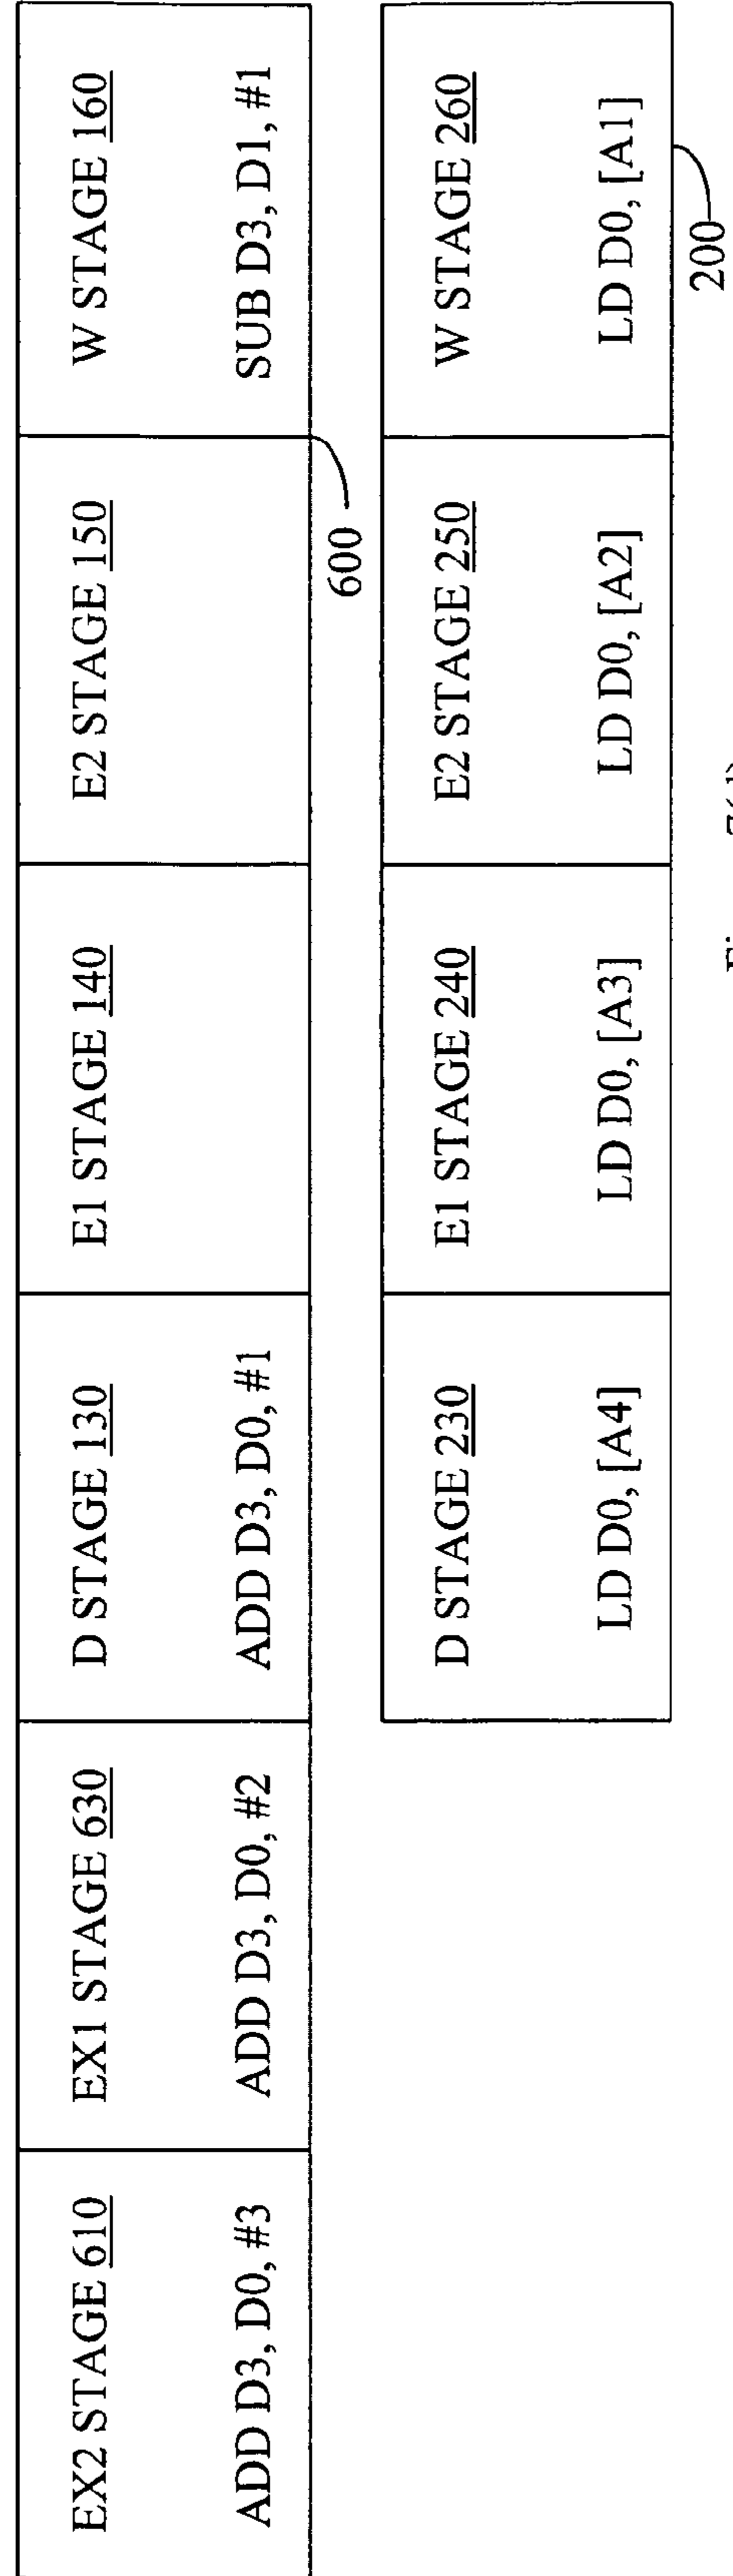 EX2 STAGE 610
ADD D3, D0, #3
EX1 STAGE 630
ADD D3, D0, #2
D STAGE 130
ADD D3, D0, #1
E1 STAGE 140
E2 STAGE 150
W STAGE 160
SUB D3, D1, #1
600
D STAGE 230
LD D0, [A4]
E1 STAGE 240
LD D0, [A3]
E2 STAGE 250
LD D0, [A2]
W STAGE 260
LD D0, [A1]
200